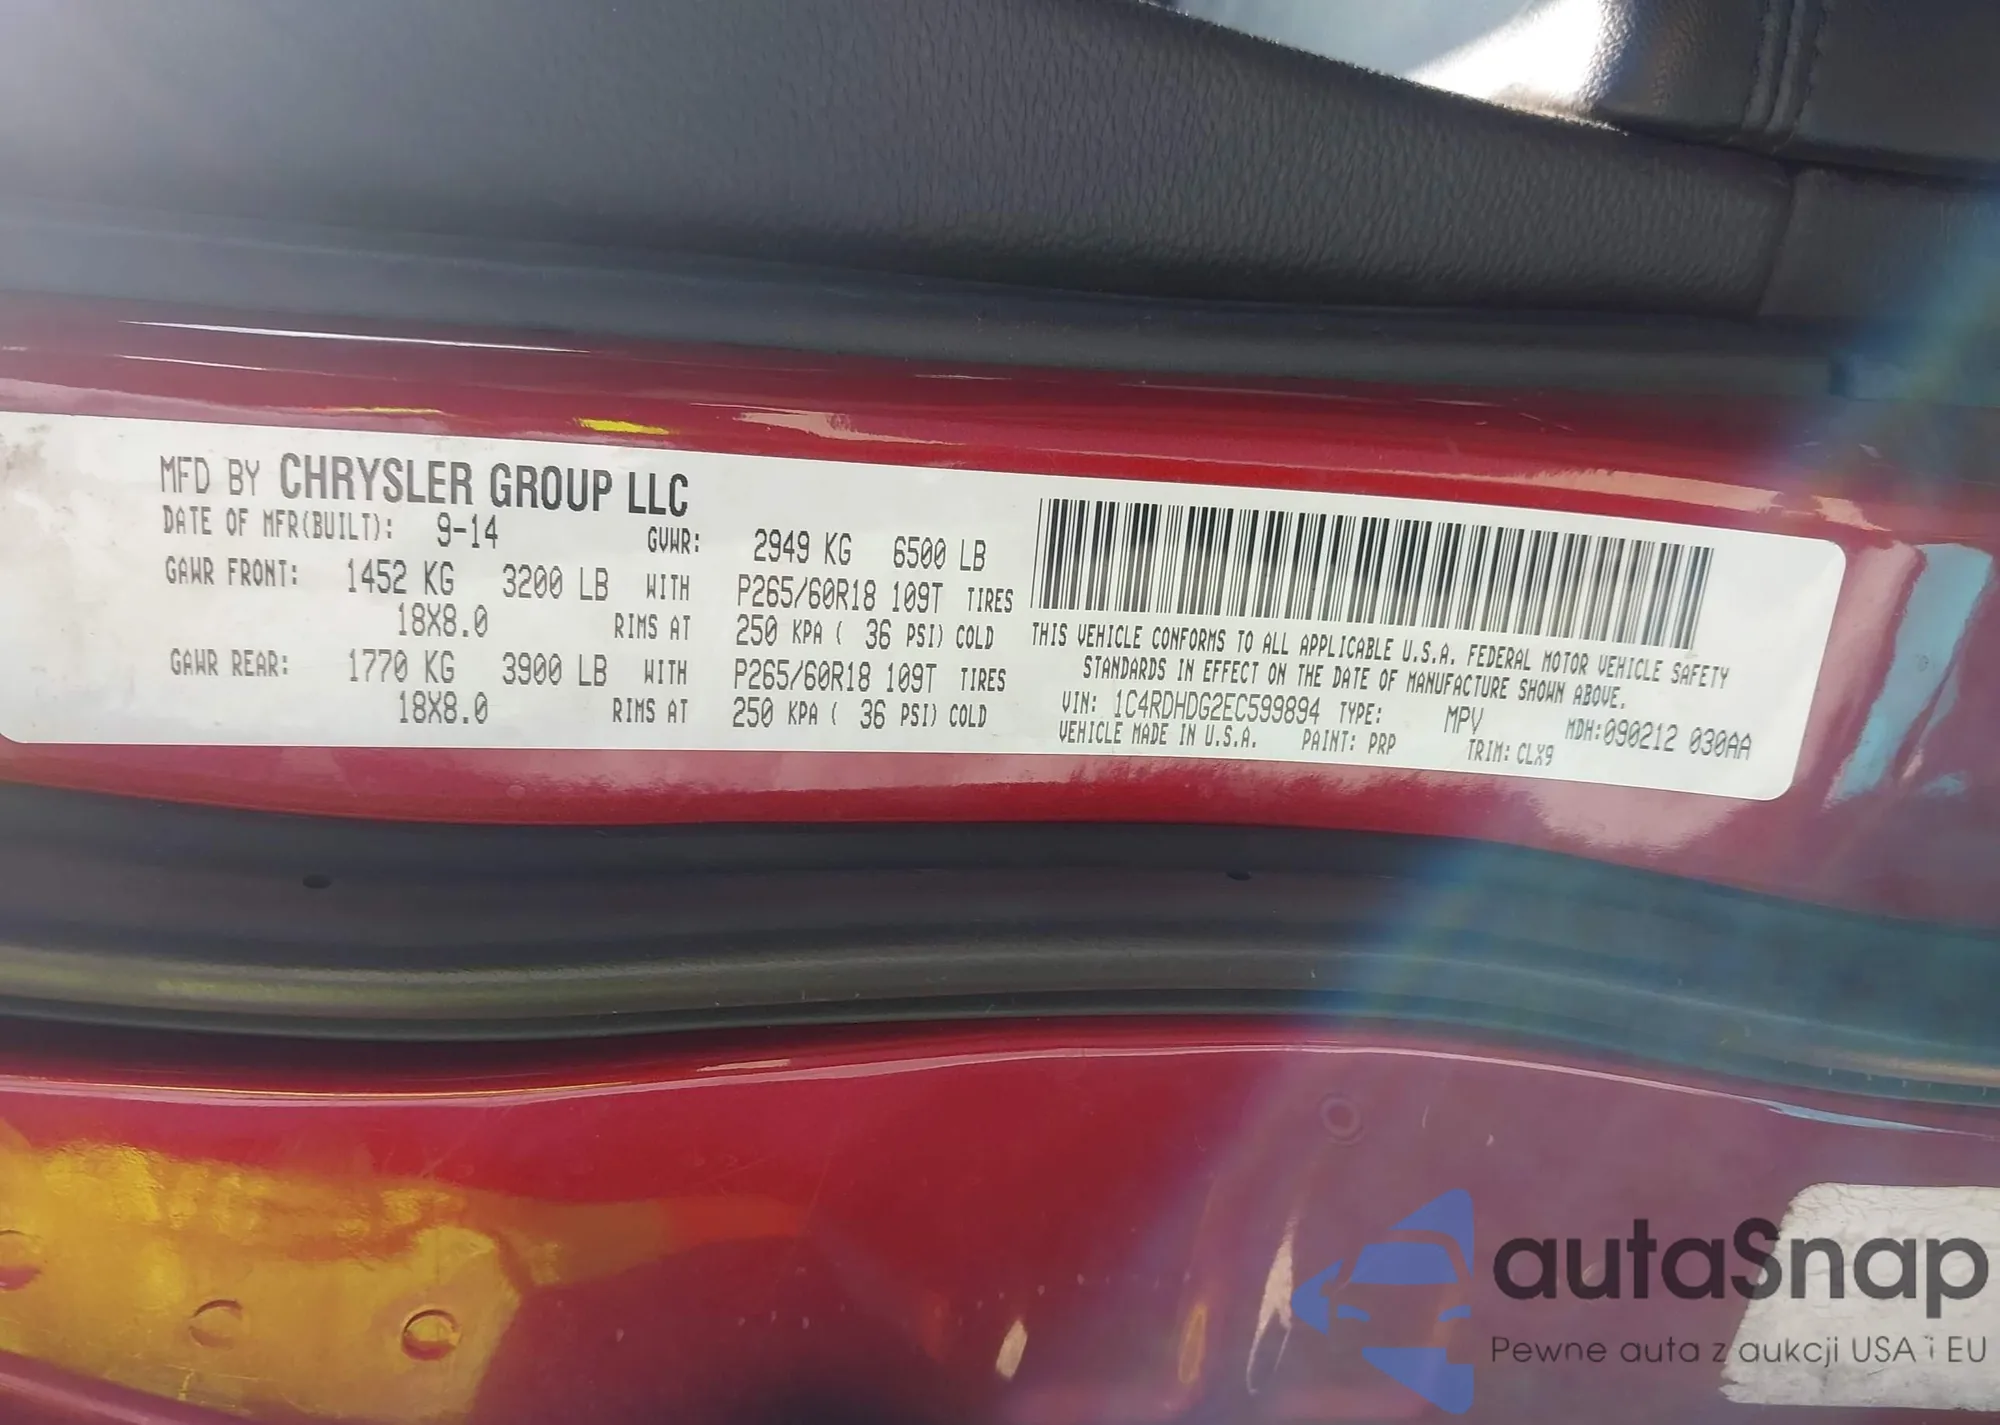 MFD BY CHRYSLER GROUP LLC
DATE OF MFR(BUILT): 9-14 GVWR: 2949 KG 6500 LB
GAWR FRONT: 1452 KG 3200 LB WITH P265/60R18 109T TIRES
18X8.0 RIMS AT 250 KPA ( 36 PSI) COLD
GAWR REAR: 1770 KG 3900 LB WITH P265/60R18 109T TIRES
18X8.0 RIMS AT 250 KPA ( 36 PSI) COLD
THIS VEHICLE CONFORMS TO ALL APPLICABLE U.S.A. FEDERAL MOTOR VEHICLE SAFETY
STANDARDS IN EFFECT ON THE DATE OF MANUFACTURE SHOWN ABOVE.
VIN: 1C4RDHDG2EC599894 TYPE: MPV MDH:090212 030AA
VEHICLE MADE IN U.S.A. PAINT: PRP TRIM: CLX9
autaSnap
Pewne auta z aukcji USA i EU